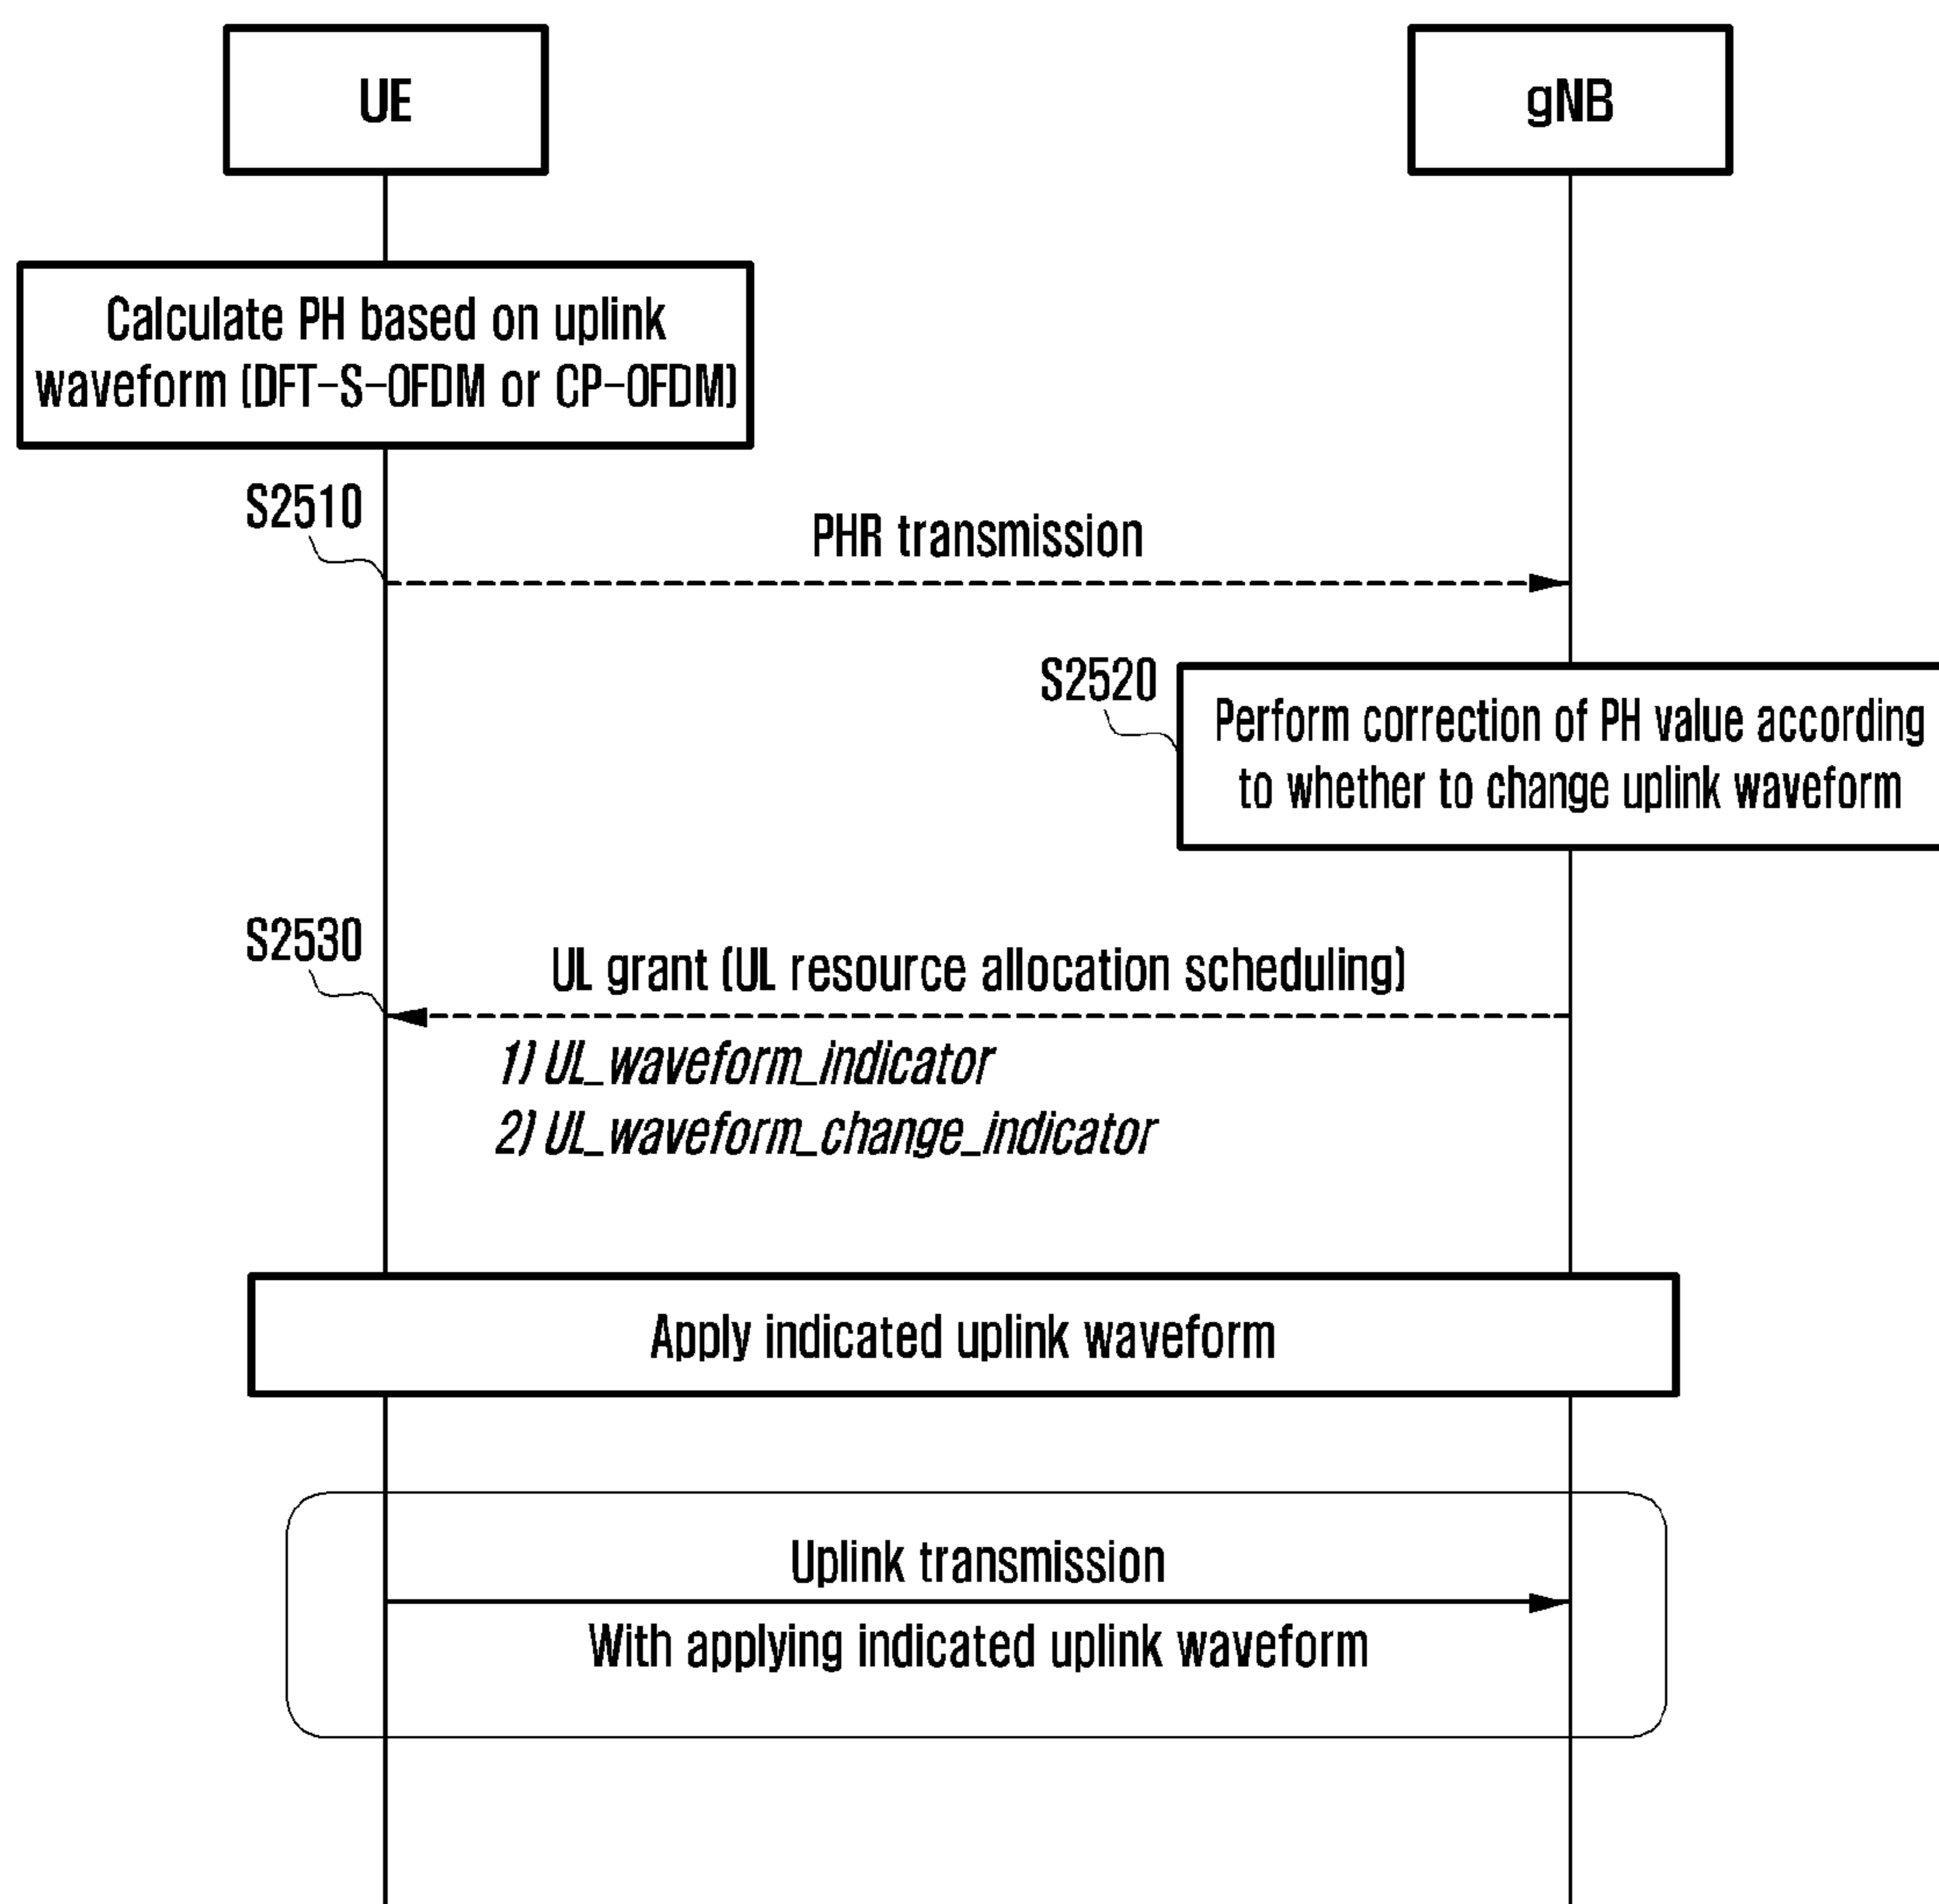 UE
gNB
Calculate PH based on uplink
waveform (DFT-S-OFDM or CP-OFDM)
S2510
PHR transmission
S2520
Perform correction of PH value according
to whether to change uplink waveform
S2530
UL grant (UL resource allocation scheduling)
1) UL_waveform_indicator
2) UL_waveform_change_indicator
Apply indicated uplink waveform
Uplink transmission
With applying indicated uplink waveform